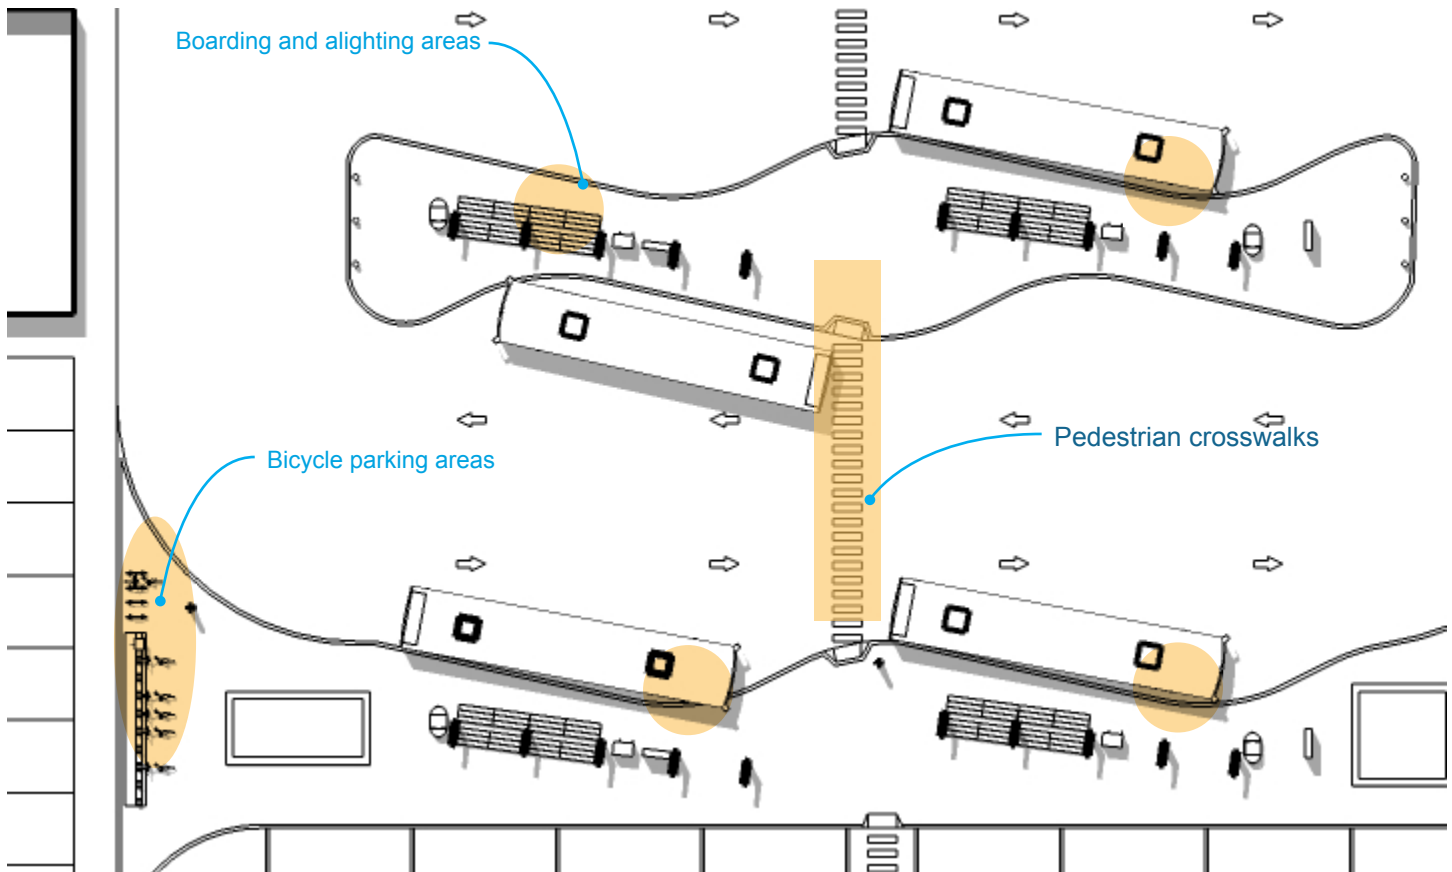 Boarding and alighting areas
Pedestrian crosswalks
Bicycle parking areas